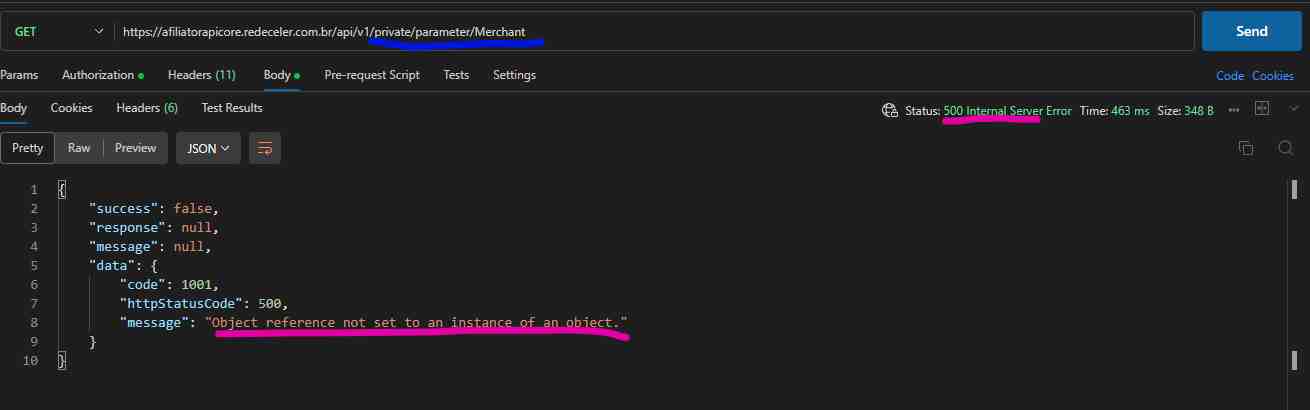 GET https://afiliatorapicore.redeceler.com.br/api/v1/private/parameter/Merchant Send
Params Authorization Headers (11) Body Pre-request Script Tests Settings Code Cookies
Body Cookies Headers (6) Test Results Status: 500 Internal Server Error Time: 463 ms Size: 348 B
Pretty Raw Preview JSON
1 {
2 "success": false,
3 "response": null,
4 "message": null,
5 "data": {
6 "code": 1001,
7 "httpStatusCode": 500,
8 "message": "Object reference not set to an instance of an object."
9 }
10 }